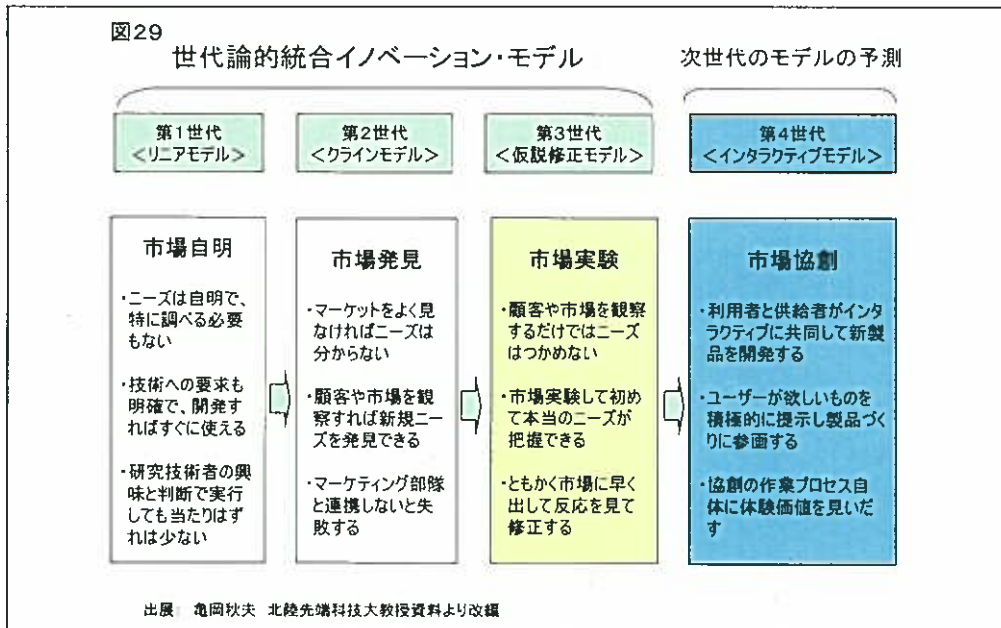 図29
世代論的統合イノベーション・モデル
次世代のモデルの予測
第1世代
＜リニアモデル＞
第2世代
＜クラインモデル＞
第3世代
＜仮説修正モデル＞
第4世代
＜インタラクティブモデル＞
市場自明
・ニーズは自明で、
特に調べる必要
もない
・技術への要求も
明確で、開発す
ればすぐに使える
・研究技術者の興
味と判断で実行
しても当たりはず
れは少ない
市場発見
・マーケットをよく見
なければニーズは
分からない
・顧客や市場を観
察すれば新規ニー
ズを発見できる
・マーケティング部隊
と連携しないと失
敗する
市場実験
・顧客や市場を観察
するだけではニーズ
はつかめない
・市場実験して初め
て本当のニーズが
把握できる
・ともかく市場に早く
出して反応を見て
修正する
市場協創
・利用者と供給者がインタ
ラクティブに共同して新製
品を開発する
・ユーザーが欲しいものを
積極的に提示し製品づく
りに参画する
・協創の作業プロセス自
体に体験価値を見いだ
す
出展 亀岡秋夫 北陸先端科技大教授資料より改編